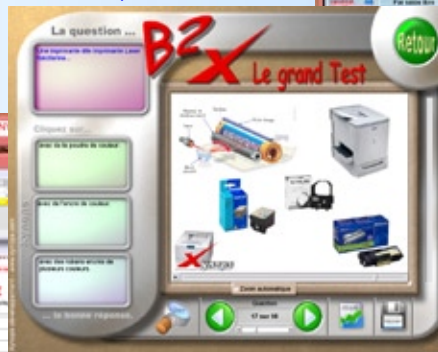 La question ...
B2X
Le grand Test
Retour
Une imprimante dite imprimante Laser
fonctionne...
Cliquez sur...
avec de la poudre de couleur.
avec de l'encre de couleur.
avec des rubans encrés de
plusieurs couleurs.
... la bonne réponse.
Zoom automatique
Question
17 sur